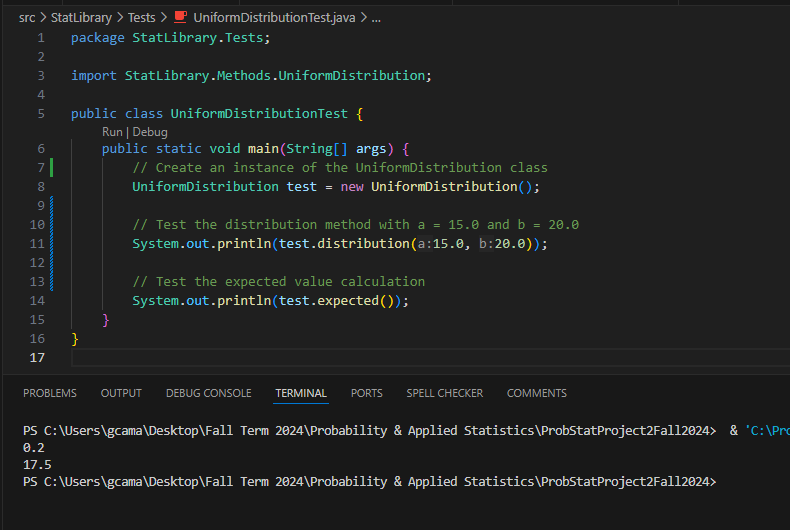 src > StatLibrary > Tests > UniformDistributionTest.java > ...
1 package StatLibrary.Tests;
2
3 import StatLibrary.Methods.UniformDistribution;
4
5 public class UniformDistributionTest {
Run | Debug
6 public static void main(String[] args) {
7 // Create an instance of the UniformDistribution class
8 UniformDistribution test = new UniformDistribution();
9
10 // Test the distribution method with a = 15.0 and b = 20.0
11 System.out.println(test.distribution(a:15.0, b:20.0));
12
13 // Test the expected value calculation
14 System.out.println(test.expected());
15 }
16 }
17
PROBLEMS OUTPUT DEBUG CONSOLE TERMINAL PORTS SPELL CHECKER COMMENTS
PS C:\Users\gcama\Desktop\Fall Term 2024\Probability & Applied Statistics\ProbStatProject2Fall2024> & 'C:\Pro
0.2
17.5
PS C:\Users\gcama\Desktop\Fall Term 2024\Probability & Applied Statistics\ProbStatProject2Fall2024>